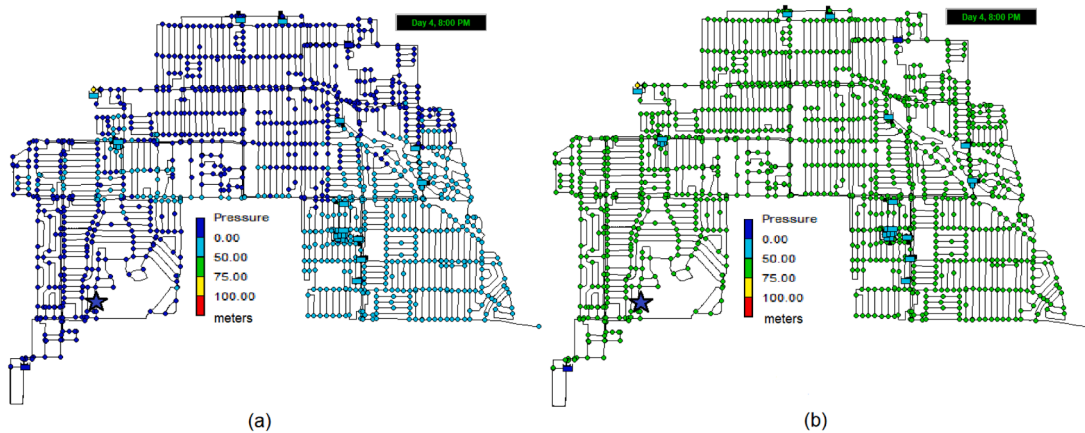 Day 4, 8:00 PM
Pressure
0.00
50.00
75.00
100.00
meters
(a)
Day 4, 8:00 PM
Pressure
0.00
50.00
75.00
100.00
meters
(b)